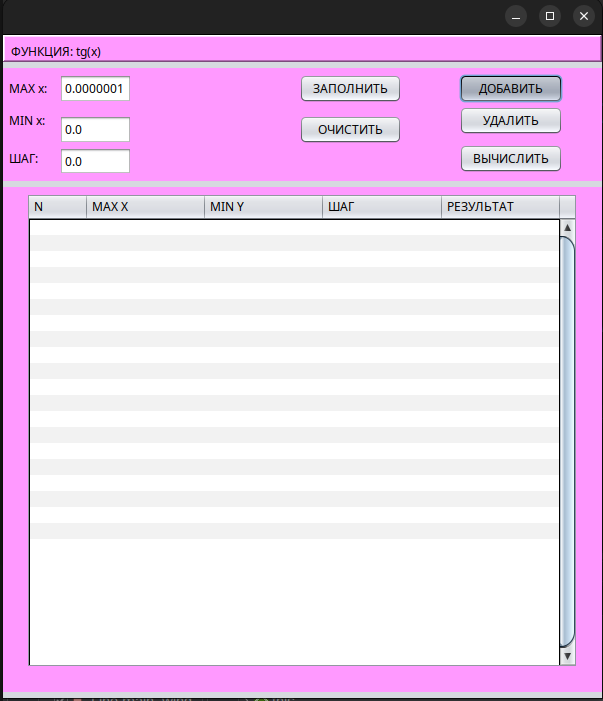 ФУНКЦИЯ: tg(x)
MAX x: 0.0000001 ЗАПОЛНИТЬ ДОБАВИТЬ
MIN x: 0.0 ОЧИСТИТЬ УДАЛИТЬ
ШАГ: 0.0 ВЫЧИСЛИТЬ
N MAX X MIN Y ШАГ РЕЗУЛЬТАТ